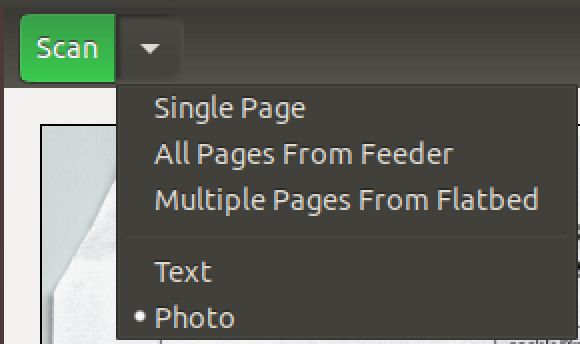 Scan
Single Page
All Pages From Feeder
Multiple Pages From Flatbed
Text
Photo